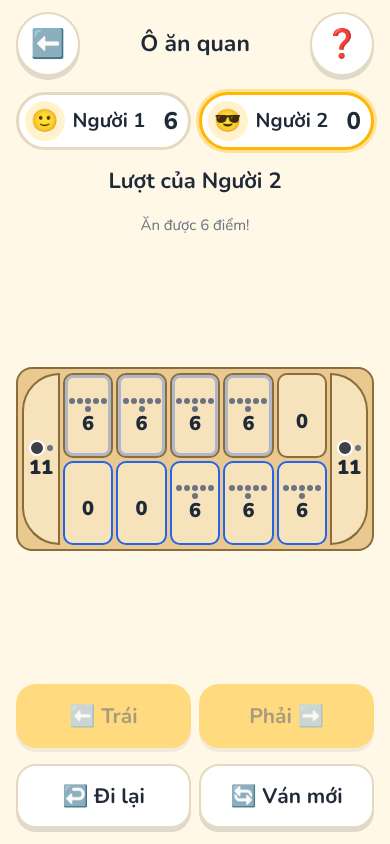 Ô ăn quan
Người 1 6
Người 2 0
Lượt của Người 2
Ăn được 6 điểm!
6 6 6 6 0
11 11
0 0 6 6 6
Trái
Phải
Đi lại
Ván mới